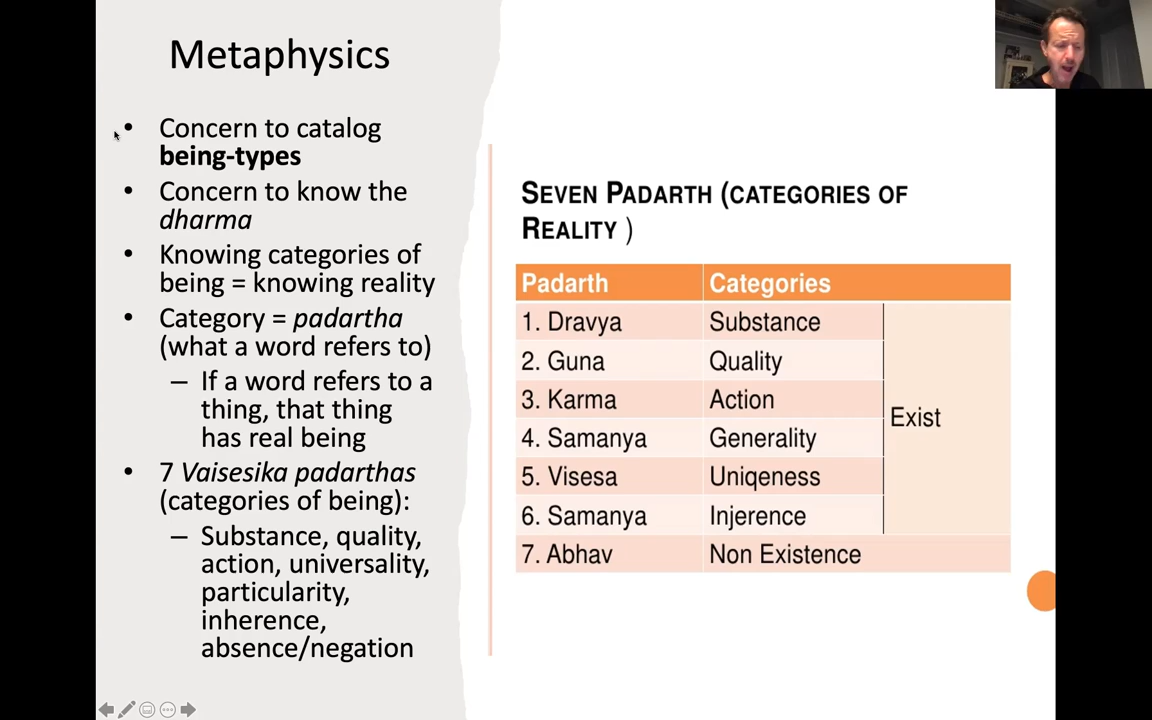 Metaphysics
• Concern to catalog
being-types
• Concern to know the
dharma
• Knowing categories of
being = knowing reality
• Category = padartha
(what a word refers to)
– If a word refers to a
thing, that thing
has real being
• 7 Vaisesika padarthas
(categories of being):
– Substance, quality,
action, universality,
particularity,
inherence,
absence/negation
SEVEN PADARTH (CATEGORIES OF
REALITY )
Padarth Categories
1. Dravya Substance
2. Guna Quality
3. Karma Action
4. Samanya Generality
Exist
5. Visesa Uniqeness
6. Samanya Injerence
7. Abhav Non Existence